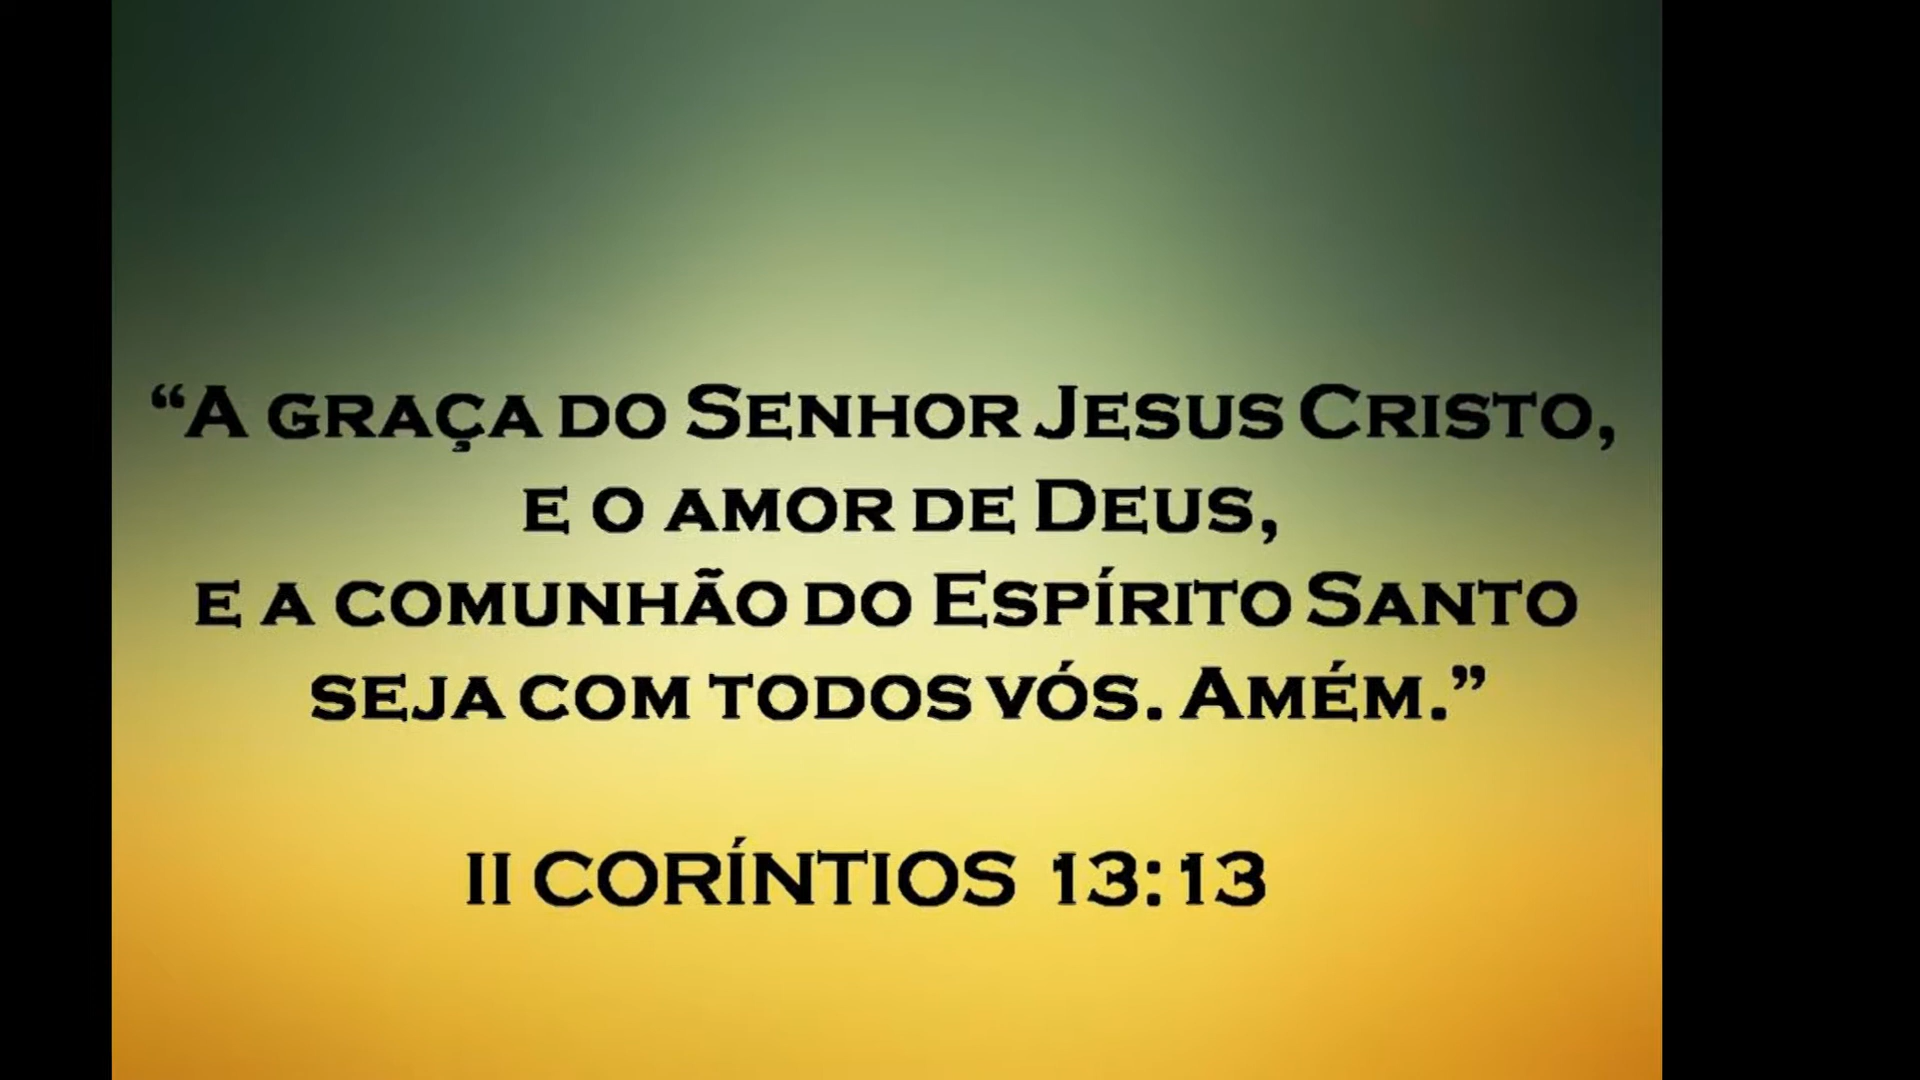 “A graça do Senhor Jesus Cristo,
e o amor de Deus,
e a comunhão do Espírito Santo
seja com todos vós. Amém.”
II CORÍNTIOS 13:13